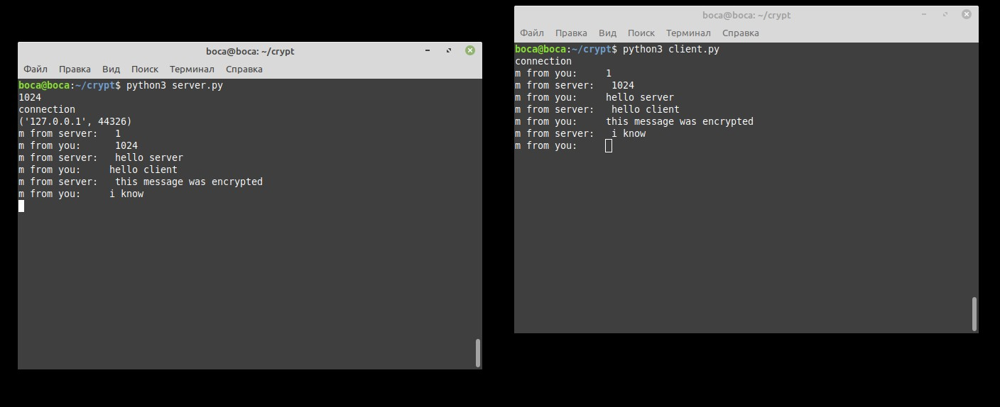 boca@boca: ~/crypt
Файл Правка Вид Поиск Терминал Справка
boca@boca:~/crypt$ python3 server.py
1024
connection
('127.0.0.1', 44326)
m from server:   1
m from you:      1024
m from server:   hello server
m from you:     hello client
m from server:   this message was encrypted
m from you:     i know
boca@boca: ~/crypt
Файл Правка Вид Поиск Терминал Справка
boca@boca:~/crypt$ python3 client.py
connection
m from you:     1
m from server:   1024
m from you:     hello server
m from server:   hello client
m from you:     this message was encrypted
m from server:   i know
m from you: